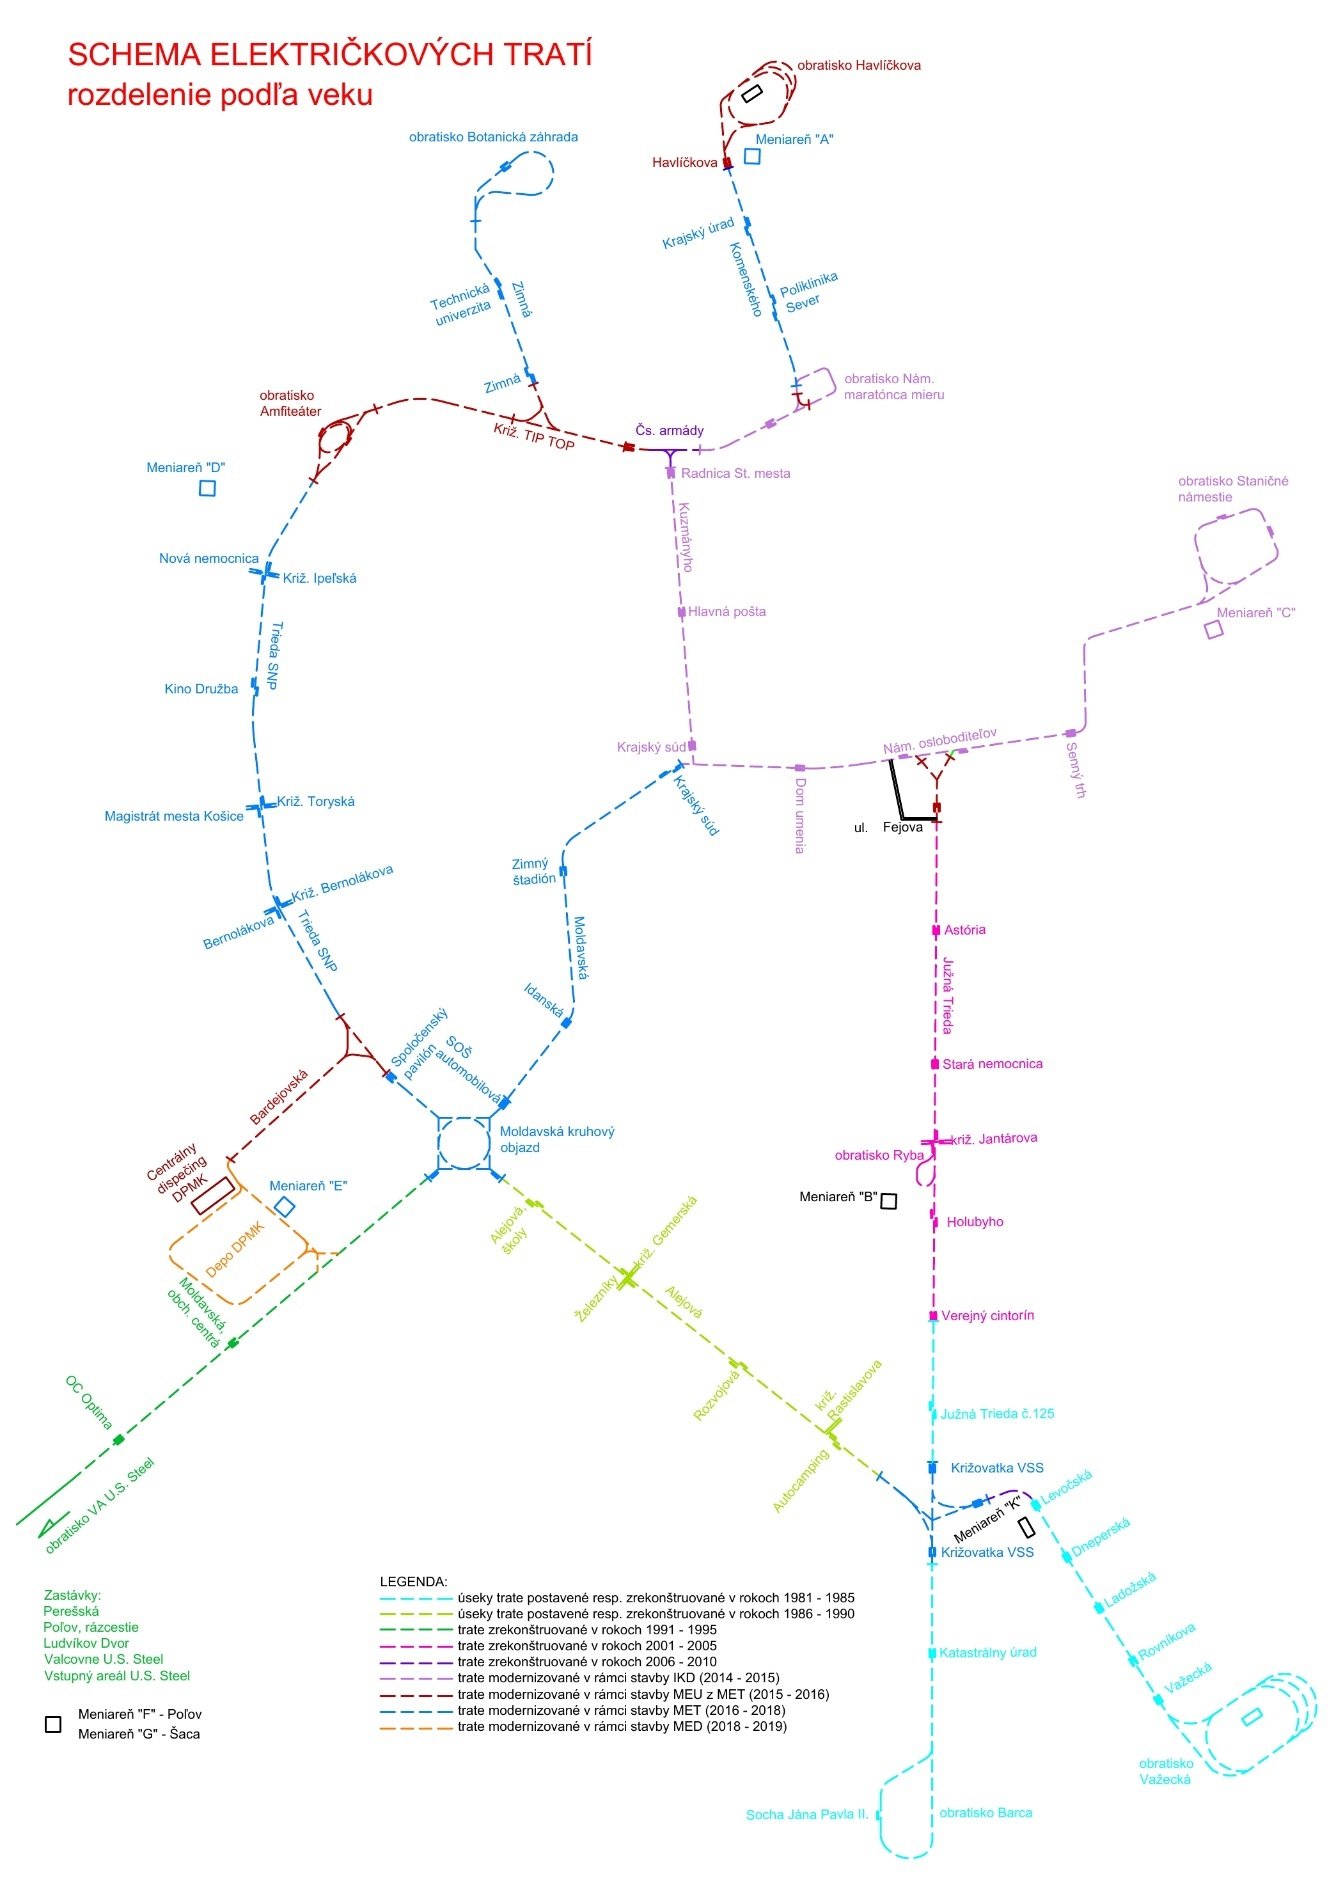 SCHEMA ELEKTRIČKOVÝCH TRATÍ
rozdelenie podľa veku
obratisko Havlíčkova
obratisko Botanická záhrada
Meniareň "A"
Havlíčkova
Krajský úrad
Komenského
Poliklinika
Sever
Technická
univerzita
Zimná
Zimná
obratisko Nám.
maratónca mieru
obratisko
Amfiteáter
Križ. TIP TOP
Čs. armády
Meniareň "D"
Radnica St. mesta
obratisko Staničné
námestie
Kuzmányho
Nová nemocnica
Križ. Ipeľská
Hlavná pošta
Meniareň "C"
Trieda SNP
Kino Družba
Krajský súd
Nám. osloboditeľov
Senný trh
Dom umenia
Krajský súd
Križ. Toryská
Magistrát mesta Košice
ul. Fejova
Zimný
štadión
Križ. Bernolákova
Bernolákova
Trieda SNP
Moldavská
Astória
Južná Trieda
Idanská
Spoločenský
pavilón
SOŠ
automobilová
Stará nemocnica
Bardejovská
Moldavská kruhový
objazd
križ. Jantárova
obratisko Ryba
Centrálny
dispečing
DPMK
Meniareň "E"
Meniareň "B"
Holubyho
Alejová,
školy
križ. Gemerská
Železníky
Depo DPMK
Alejová
Moldavská,
obch. centrá
Verejný cintorín
Rozvojová
križ.
Rastislavova
OC Optima
Južná Trieda č.125
Autocamping
Križovatka VSS
obratisko VA U.S. Steel
Meniareň "K"
Levočská
Dneperská
Križovatka VSS
Ladožská
Rovníkova
Važecká
Katastrálny úrad
obratisko
Važecká
Socha Jána Pavla II.
obratisko Barca
Zastávky:
Perešská
Poľov, rázcestie
Ludvíkov Dvor
Valcovne U.S. Steel
Vstupný areál U.S. Steel
Meniareň "F" - Poľov
Meniareň "G" - Šaca
LEGENDA:
úseky trate postavené resp. zrekonštruované v rokoch 1981 - 1985
úseky trate postavené resp. zrekonštruované v rokoch 1986 - 1990
trate zrekonštruované v rokoch 1991 - 1995
trate zrekonštruované v rokoch 2001 - 2005
trate zrekonštruované v rokoch 2006 - 2010
trate modernizované v rámci stavby IKD (2014 - 2015)
trate modernizované v rámci stavby MEU z MET (2015 - 2016)
trate modernizované v rámci stavby MET (2016 - 2018)
trate modernizované v rámci stavby MED (2018 - 2019)